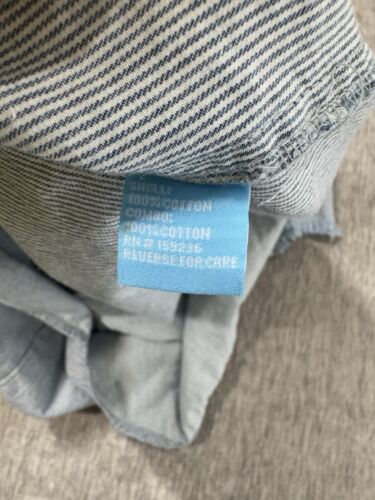 SHELL:
100% COTTON
COMBO:
100% COTTON
RN # 159236
REVERSE FOR CARE